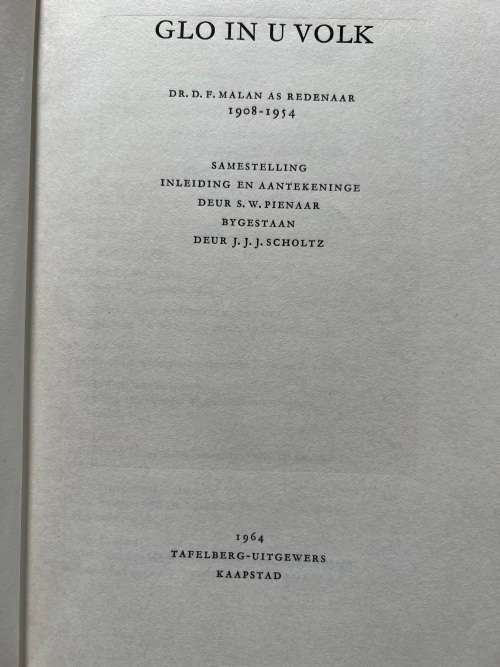 GLO IN U VOLK
DR. D. F. MALAN AS REDENAAR
1908-1954
SAMESTELLING
INLEIDING EN AANTEKENINGE
DEUR S. W. PIENAAR
BYGESTAAN
DEUR J. J. J. SCHOLTZ
1964
TAFELBERG-UITGEWERS
KAAPSTAD